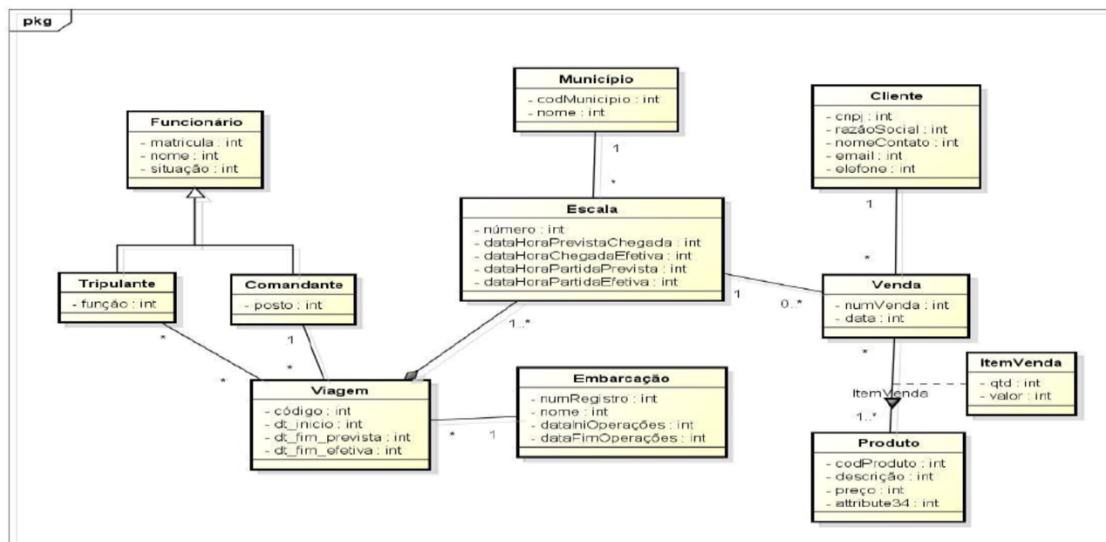 pkg
Município
- codMunicipio : int
- nome : int
Cliente
- cnpj : int
- razãoSocial : int
- nomeContato : int
- email : int
- elefone : int
Funcionário
- matricula : int
- nome : int
- situação : int
1
*
1
*
Escala
- número : int
- dataHoraPrevistaChegada : int
- dataHoraChegadaEfetiva : int
- dataHoraPartidaPrevista : int
- dataHoraPartidaEfetiva : int
Tripulante
- função : int
Comandante
- posto : int
1
0..*
Venda
- numVenda : int
- data : int
*
*
1
*
1..*
Viagem
- código : int
- dt_inicio : int
- dt_fim_prevista : int
- dt_fim_efetiva : int
*
1
Embarcação
- numRegistro : int
- nome : int
- dataIniOperações : int
- dataFimOperações : int
*
ItemVenda
1..*
ItemVenda
- qtd : int
- valor : int
Produto
- codProduto : int
- descrição : int
- preço : int
- attribute34 : int